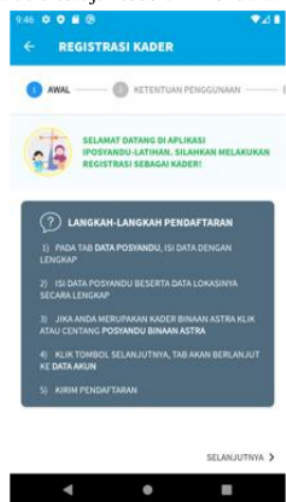 9:46
REGISTRASI KADER
1 AWAL KETENTUAN PENGGUNAAN
SELAMAT DATANG DI APLIKASI
IPOSYANDU-LATIHAN. SILAHKAN MELAKUKAN
REGISTRASI SEBAGAI KADER!
? LANGKAH-LANGKAH PENDAFTARAN
1) PADA TAB DATA POSYANDU, ISI DATA DENGAN
LENGKAP
2) ISI DATA POSYANDU BESERTA DATA LOKASINYA
SECARA LENGKAP
3) JIKA ANDA MERUPAKAN KADER BINAAN ASTRA KLIK
ATAU CENTANG POSYANDU BINAAN ASTRA
4) KLIK TOMBOL SELANJUTNYA, TAB AKAN BERLANJUT
KE DATA AKUN
5) KIRIM PENDAFTARAN
SELANJUTNYA